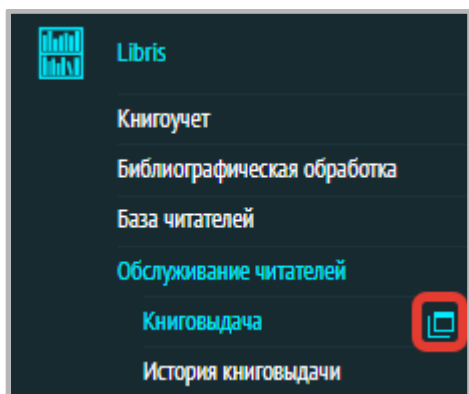 Libris
Книгоучет
Библиографическая обработка
База читателей
Обслуживание читателей
Книговыдача
История книговыдачи